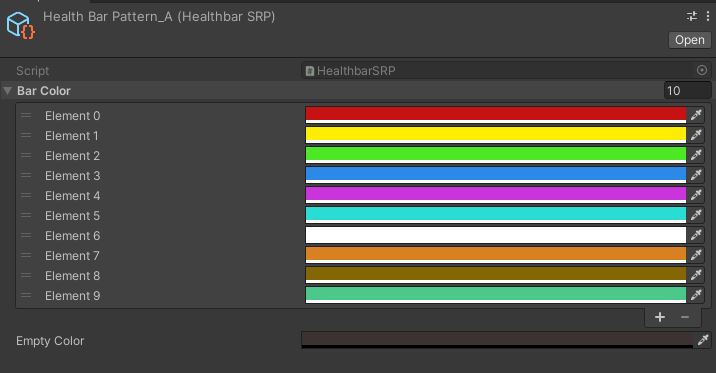 Health Bar Pattern_A (Healthbar SRP)
Open
Script HealthbarSRP
Bar Color 10
Element 0
Element 1
Element 2
Element 3
Element 4
Element 5
Element 6
Element 7
Element 8
Element 9
+ −
Empty Color